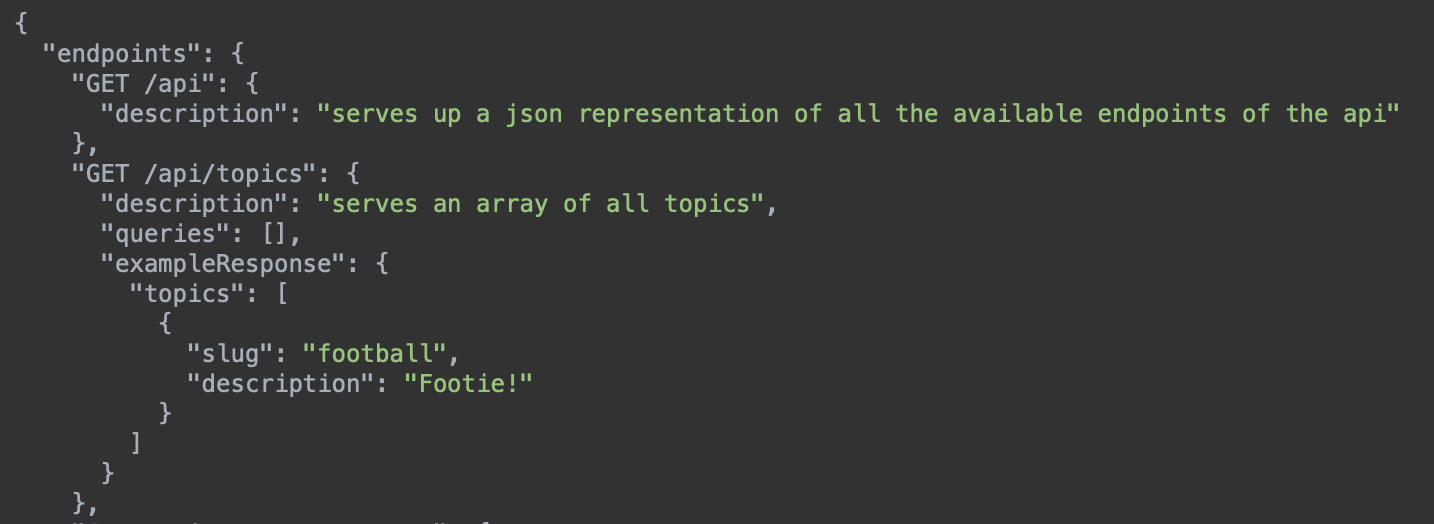 {
  "endpoints": {
    "GET /api": {
      "description": "serves up a json representation of all the available endpoints of the api"
    },
    "GET /api/topics": {
      "description": "serves an array of all topics",
      "queries": [],
      "exampleResponse": {
        "topics": [
          {
            "slug": "football",
            "description": "Footie!"
          }
        ]
      }
    },